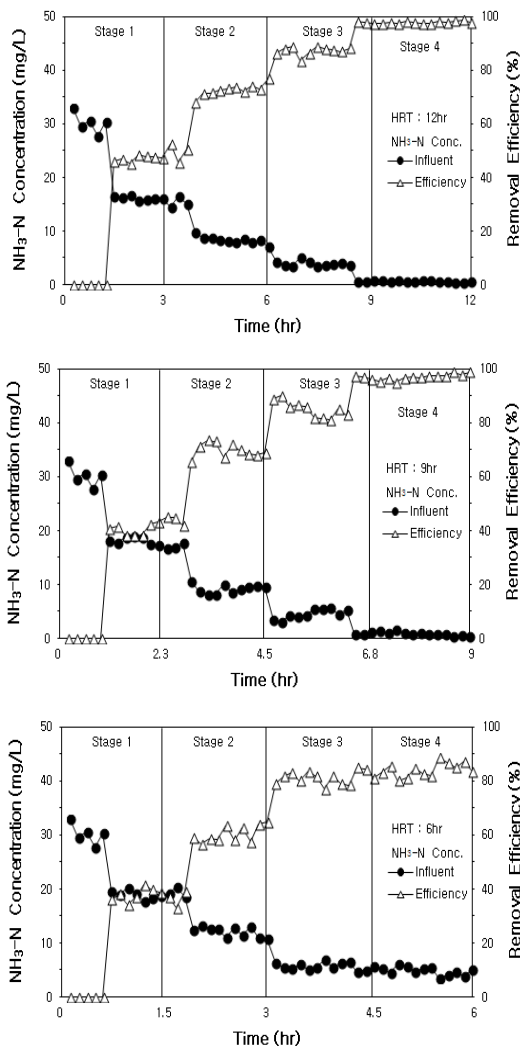 50 100
40 80
30 60
20 40
10 20
0 0
NH₃-N Concentration (mg/L)
Removal Efficiency (%)
Stage 1 Stage 2 Stage 3 Stage 4
HRT : 12hr
NH₃-N Conc.
Influent
Efficiency
0 3 6 9 12
Time (hr)
50 100
40 80
30 60
20 40
10 20
0 0
NH₃-N Concentration (mg/L)
Removal Efficiency (%)
Stage 1 Stage 2 Stage 3
Stage 4
HRT : 9hr
NH₃-N Conc.
Influent
Efficiency
0 2.3 4.5 6.8 9
Time (hr)
50 100
40 80
30 60
20 40
10 20
0 0
NH₃-N Concentration (mg/L)
Removal Efficiency (%)
Stage 1 Stage 2 Stage 3 Stage 4
HRT : 6hr
NH₃-N Conc.
Influent
Efficiency
0 1.5 3 4.5 6
Time (hr)